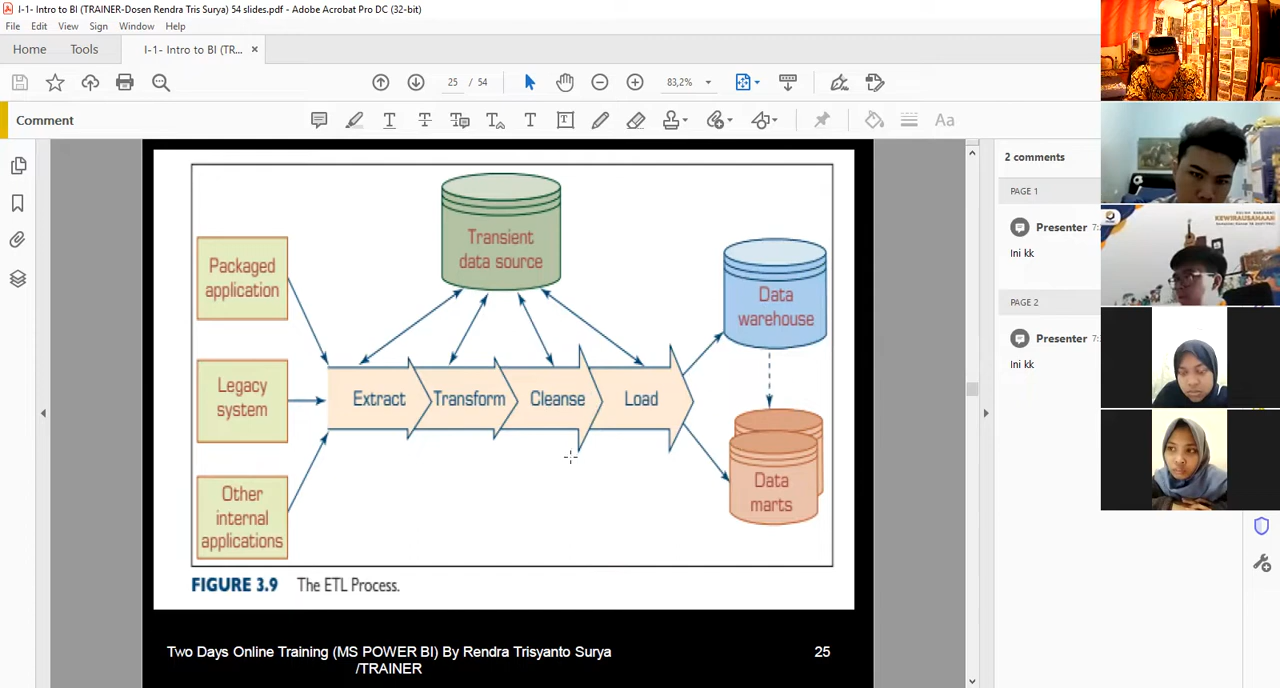 I-1- Intro to BI (TRAINER-Dosen Rendra Tris Surya) 54 slides.pdf - Adobe Acrobat Pro DC (32-bit)
File Edit View Sign Window Help
Home Tools I-1- Intro to BI (TR... ×
25 / 54 83,2%
Comment
Aa
2 comments
PAGE 1
Presenter 7:
Ini kk
PAGE 2
Presenter 7:
Ini kk
Transient
data source
Packaged
application
Legacy
system
Other
internal
applications
Extract Transform Cleanse Load
Data
warehouse
Data
marts
FIGURE 3.9 The ETL Process.
Two Days Online Training (MS POWER BI) By Rendra Trisyanto Surya
/TRAINER
25
KEWIRAUSAHAAN